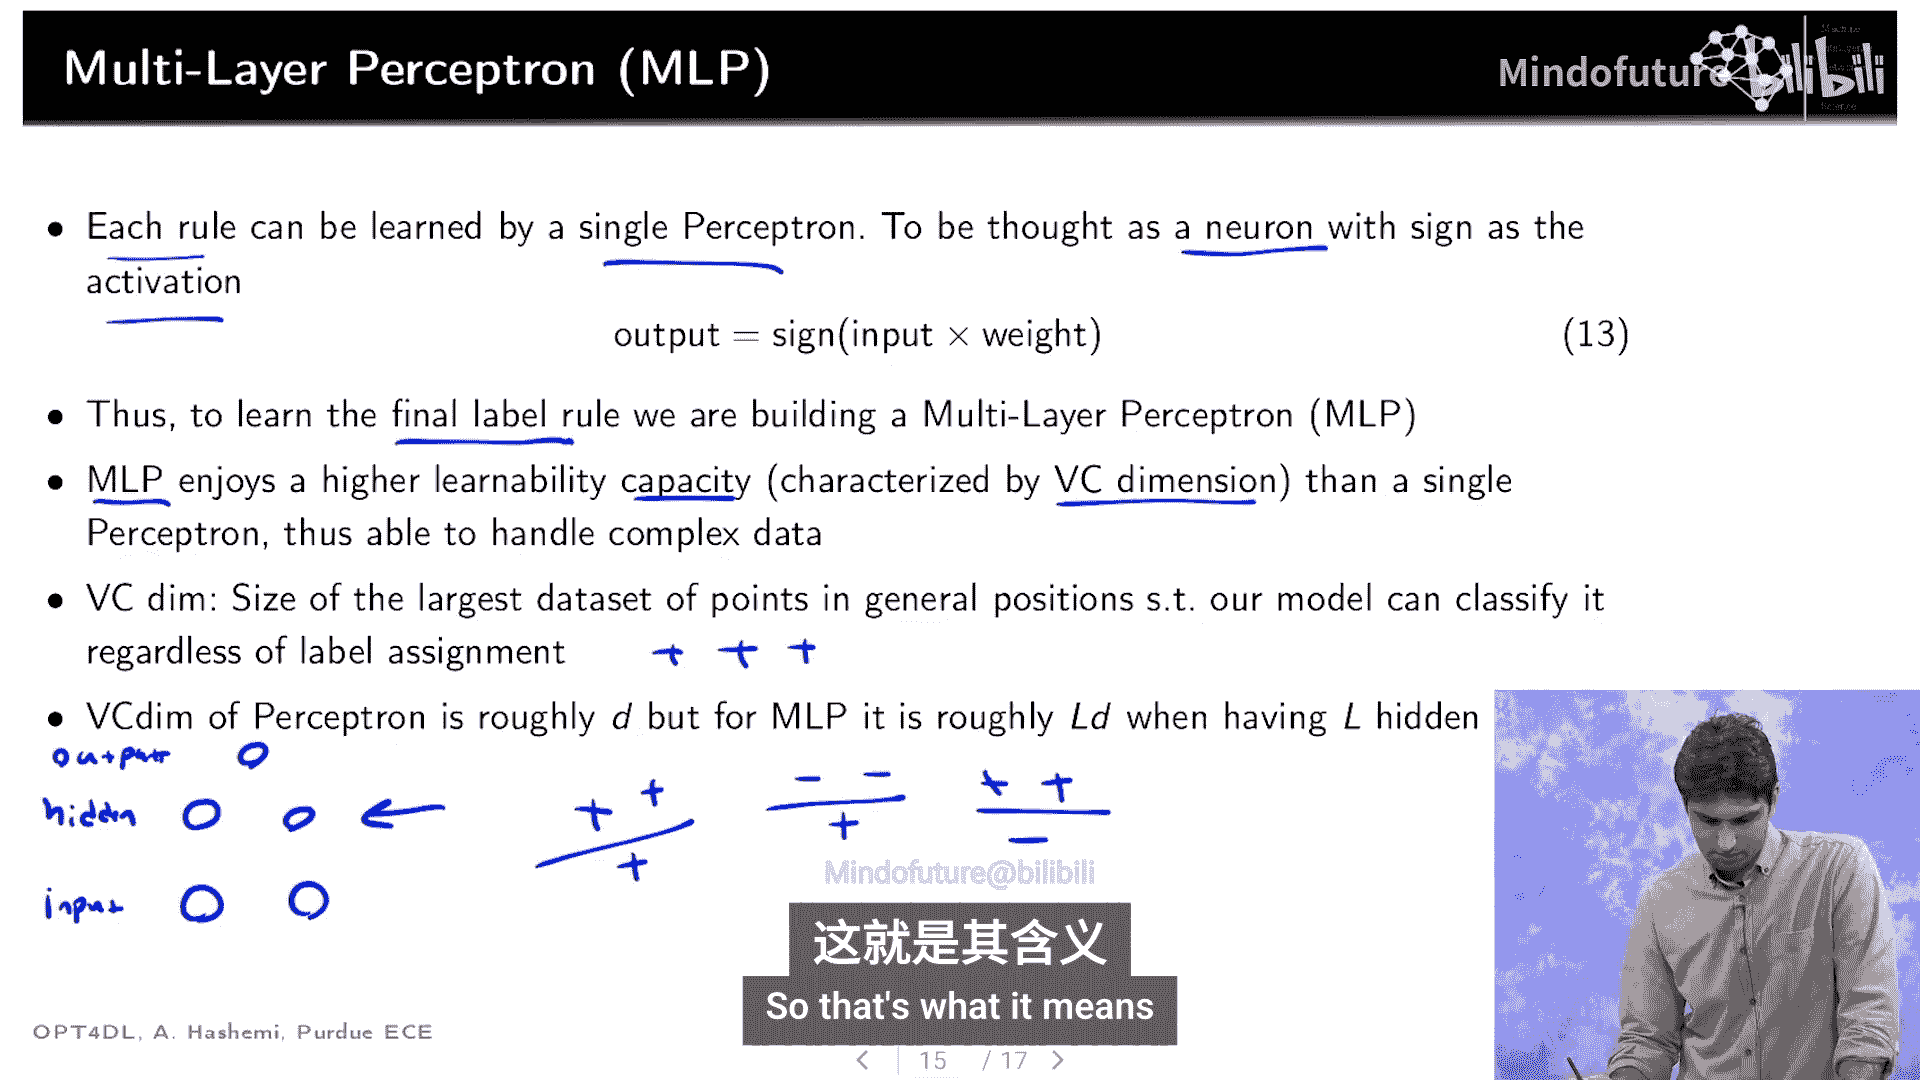 Multi-Layer Perceptron (MLP)
Mindofuture
bilibili
• Each rule can be learned by a single Perceptron. To be thought as a neuron with sign as the
activation
output = sign(input × weight) (13)
• Thus, to learn the final label rule we are building a Multi-Layer Perceptron (MLP)
• MLP enjoys a higher learnability capacity (characterized by VC dimension) than a single
Perceptron, thus able to handle complex data
• VC dim: Size of the largest dataset of points in general positions s.t. our model can classify it
regardless of label assignment + + +
• VCdim of Perceptron is roughly d but for MLP it is roughly Ld when having L hidden
output
hidden
input
+ + − − + +
+ + −
Mindofuture@bilibili
这就是其含义
So that's what it means
OPT4DL, A. Hashemi, Purdue ECE
15 / 17